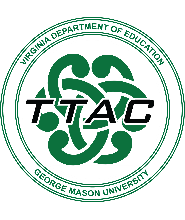 VIRGINIA DEPARTMENT OF EDUCATION
TTAC
GEORGE MASON UNIVERSITY